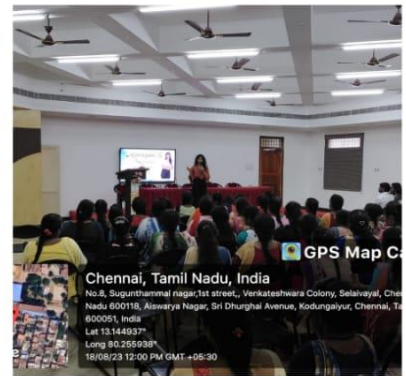 GPS Map Ca
Chennai, Tamil Nadu, India
No.8, Sugunthammal nagar,1st street,, Venkateshwara Colony, Selaivayal, Che
Nadu 600118, Aiswarya Nagar, Sri Dhurghai Avenue, Kodungaiyur, Chennai, Ta
600051, India
Lat 13.144937°
Long 80.255938°
18/08/23 12:00 PM GMT +05:30